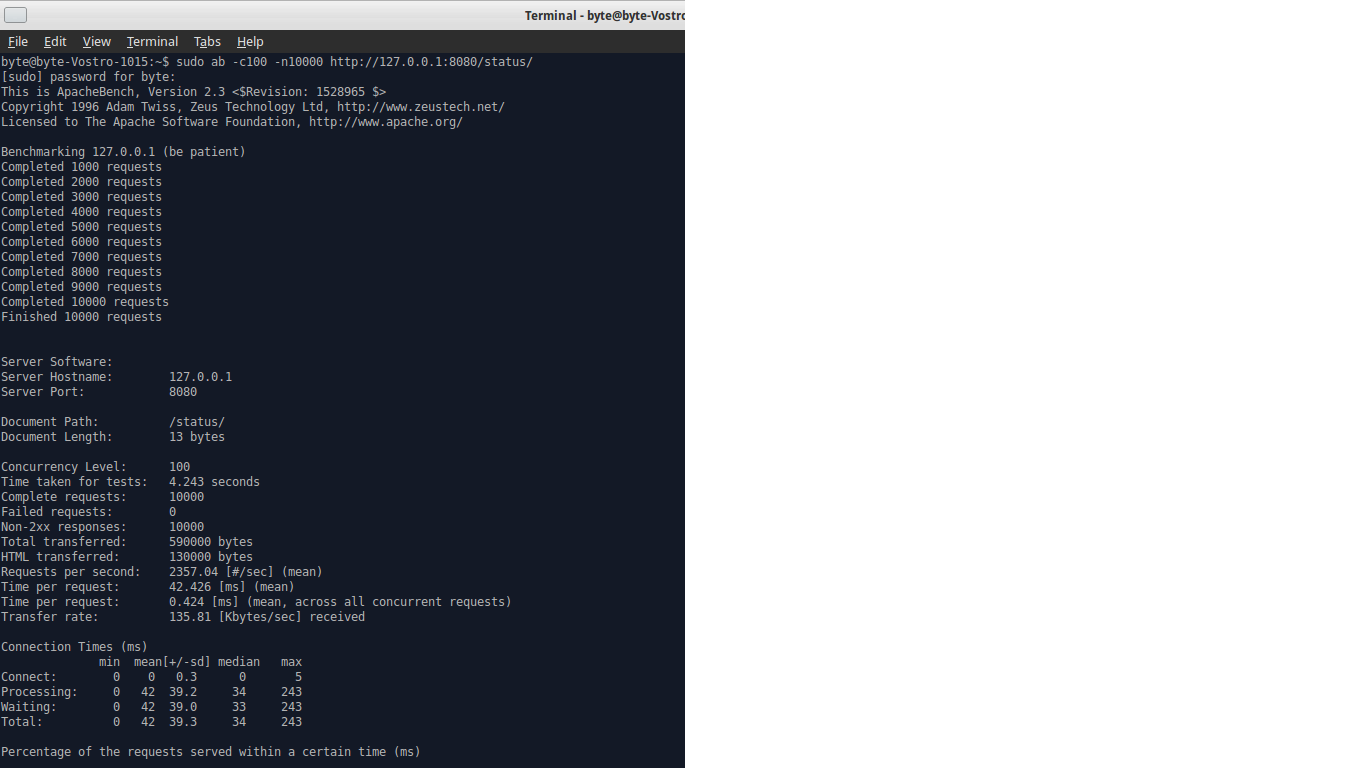 Terminal - byte@byte-Vostro
File Edit View Terminal Tabs Help
byte@byte-Vostro-1015:~$ sudo ab -c100 -n10000 http://127.0.0.1:8080/status/
[sudo] password for byte:
This is ApacheBench, Version 2.3 <$Revision: 1528965 $>
Copyright 1996 Adam Twiss, Zeus Technology Ltd, http://www.zeustech.net/
Licensed to The Apache Software Foundation, http://www.apache.org/
Benchmarking 127.0.0.1 (be patient)
Completed 1000 requests
Completed 2000 requests
Completed 3000 requests
Completed 4000 requests
Completed 5000 requests
Completed 6000 requests
Completed 7000 requests
Completed 8000 requests
Completed 9000 requests
Completed 10000 requests
Finished 10000 requests
Server Software:
Server Hostname: 127.0.0.1
Server Port: 8080
Document Path: /status/
Document Length: 13 bytes
Concurrency Level: 100
Time taken for tests: 4.243 seconds
Complete requests: 10000
Failed requests: 0
Non-2xx responses: 10000
Total transferred: 590000 bytes
HTML transferred: 130000 bytes
Requests per second: 2357.04 [#/sec] (mean)
Time per request: 42.426 [ms] (mean)
Time per request: 0.424 [ms] (mean, across all concurrent requests)
Transfer rate: 135.81 [Kbytes/sec] received
Connection Times (ms)
min mean[+/-sd] median max
Connect: 0 0 0.3 0 5
Processing: 0 42 39.2 34 243
Waiting: 0 42 39.0 33 243
Total: 0 42 39.3 34 243
Percentage of the requests served within a certain time (ms)